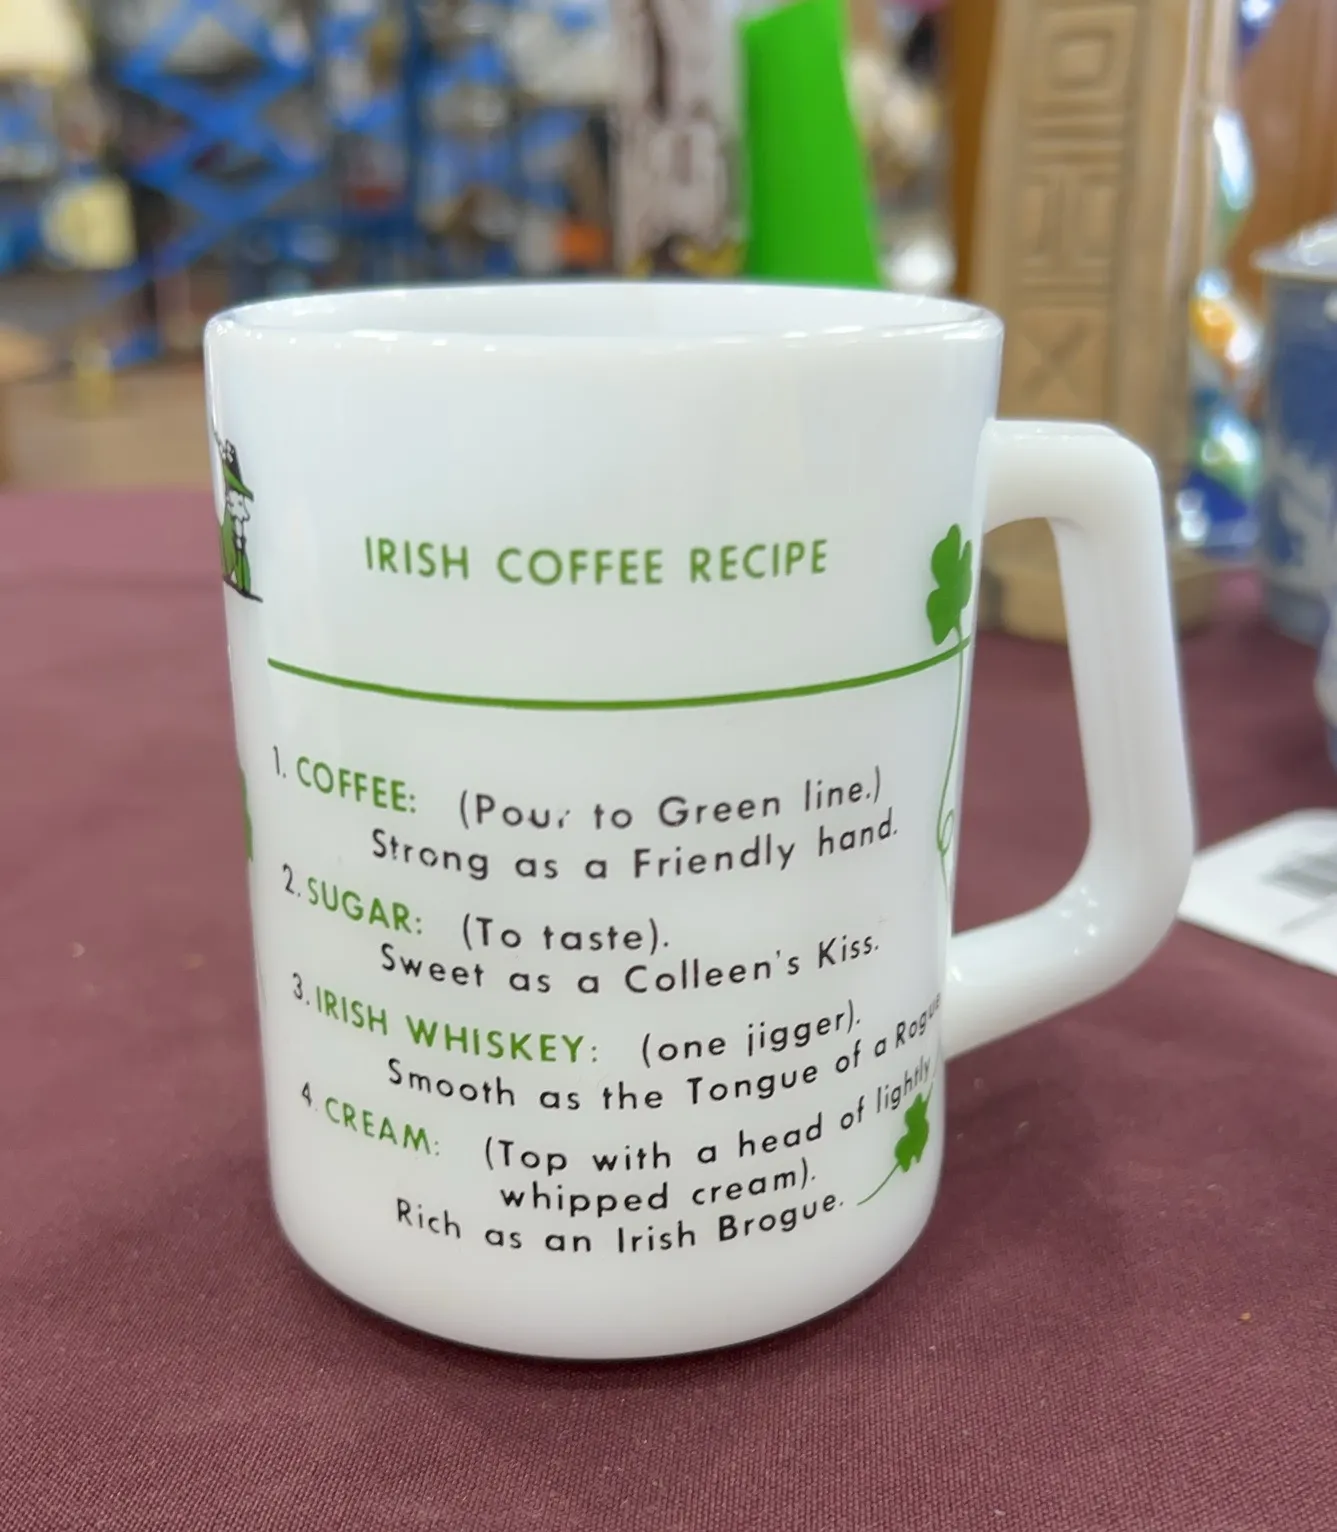 IRISH COFFEE RECIPE
1. COFFEE: (Pour to Green line.)
Strong as a Friendly hand.
2. SUGAR: (To taste).
Sweet as a Colleen's Kiss.
3. IRISH WHISKEY: (one jigger).
Smooth as the Tongue of a Rogue
4. CREAM: (Top with a head of lightly
whipped cream).
Rich as an Irish Brogue.